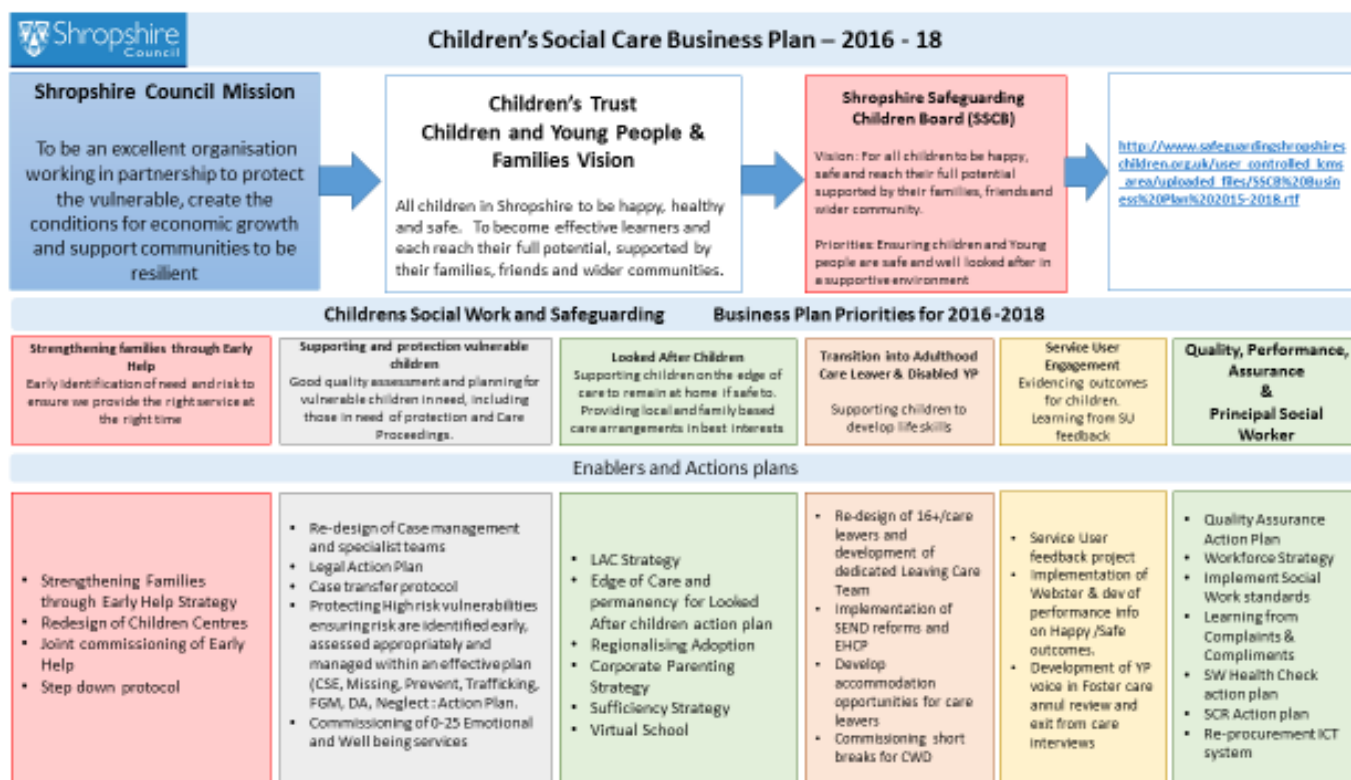 Shropshire
Council
Children's Social Care Business Plan – 2016 - 18
Shropshire Council Mission
To be an excellent organisation
working in partnership to protect
the vulnerable, create the
conditions for economic growth
and support communities to be
resilient
Children's Trust
Children and Young People &
Families Vision
All children in Shropshire to be happy, healthy
and safe. To become effective learners and
each reach their full potential, supported by
their families, friends and wider communities.
Shropshire Safeguarding
Children Board (SSCB)
Vision: For all children to be happy,
safe and reach their full potential
supported by their families, friends and
wider community.
Priorities: Ensuring children and Young
people are safe and well looked after in
a supportive environment
http://www.safeguardingshropshires
children.org.uk/user_controlled_lcms
_area/uploaded_files/SSCB%20Busin
ess%20Plan%202015-2018.rtf
Childrens Social Work and Safeguarding Business Plan Priorities for 2016-2018
Strengthening families through Early
Help
Early Identification of need and risk to
ensure we provide the right service at
the right time
Supporting and protection vulnerable
children
Good quality assessment and planning for
vulnerable children in need, including
those in need of protection and Care
Proceedings.
Looked After Children
Supporting children on the edge of
care to remain at home if safe to.
Providing local and family based
care arrangements in best interests
Transition into Adulthood
Care Leaver & Disabled YP
Supporting children to
develop life skills
Service User
Engagement
Evidencing outcomes
for children.
Learning from SU
feedback
Quality, Performance,
Assurance
&
Principal Social
Worker
Enablers and Actions plans
• Strengthening Families
through Early Help Strategy
• Redesign of Children Centres
• Joint commissioning of Early
Help
• Step down protocol
• Re-design of Case management
and specialist teams
• Legal Action Plan
• Case transfer protocol
• Protecting High risk vulnerabilities
ensuring risk are identified early,
assessed appropriately and
managed within an effective plan
(CSE, Missing, Prevent, Trafficking,
FGM, DA, Neglect : Action Plan.
• Commissioning of 0-25 Emotional
and Well being services
• LAC Strategy
• Edge of Care and
permanency for Looked
After children action plan
• Regionalising Adoption
• Corporate Parenting
Strategy
• Sufficiency Strategy
• Virtual School
• Re-design of 16+/care
leavers and
development of
dedicated Leaving Care
Team
• Implementation of
SEND reforms and
EHCP
• Develop
accommodation
opportunities for care
leavers
• Commissioning short
breaks for CWD
• Service User
feedback project
• Implementation of
Webster & dev of
performance info
on Happy /Safe
outcomes.
• Development of YP
voice in Foster care
annul review and
exit from care
interviews
• Quality Assurance
Action Plan
• Workforce Strategy
• Implement Social
Work standards
• Learning from
Complaints &
Compliments
• SW Health Check
action plan
• SCR Action plan
• Re-procurement ICT
system